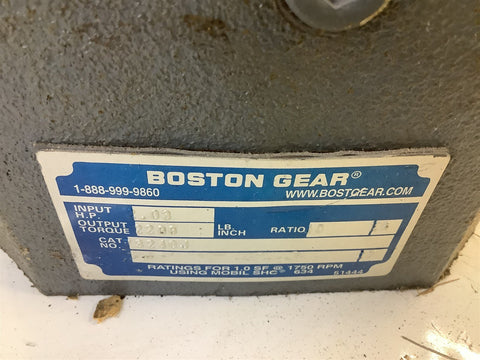 BOSTON GEAR®
1-888-999-9860 WWW.BOSTGEAR.COM
INPUT H.P.
OUTPUT TORQUE LB. INCH RATIO
CAT. NO.
RATINGS FOR 1.0 SF @ 1750 RPM
USING MOBIL SHC® 634 51444